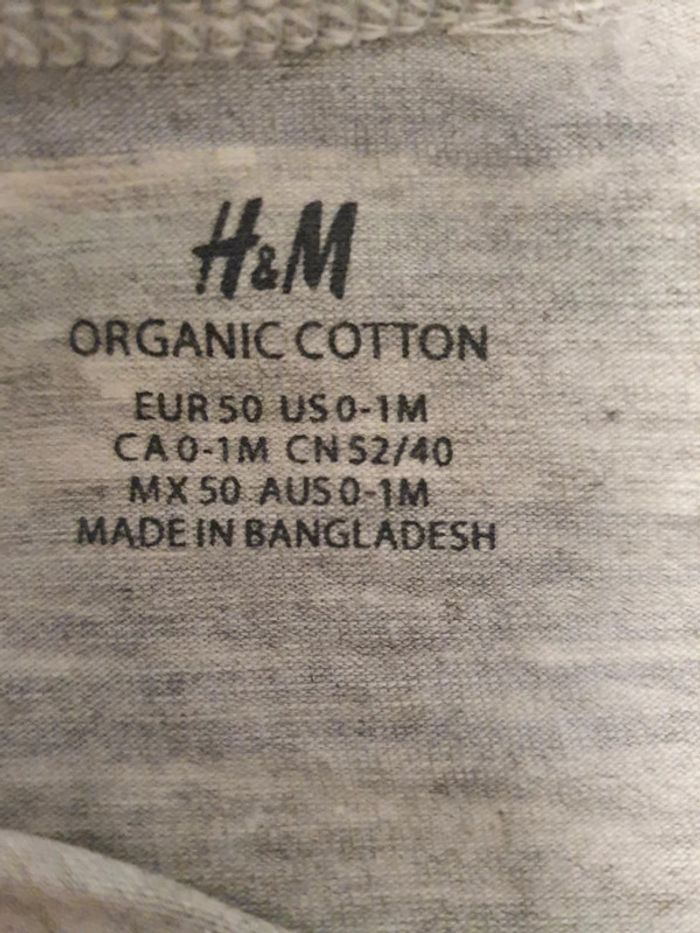 H&M
ORGANIC COTTON
EUR 50 US 0-1M
CA 0-1M CN 52/40
MX 50 AUS 0-1M
MADE IN BANGLADESH